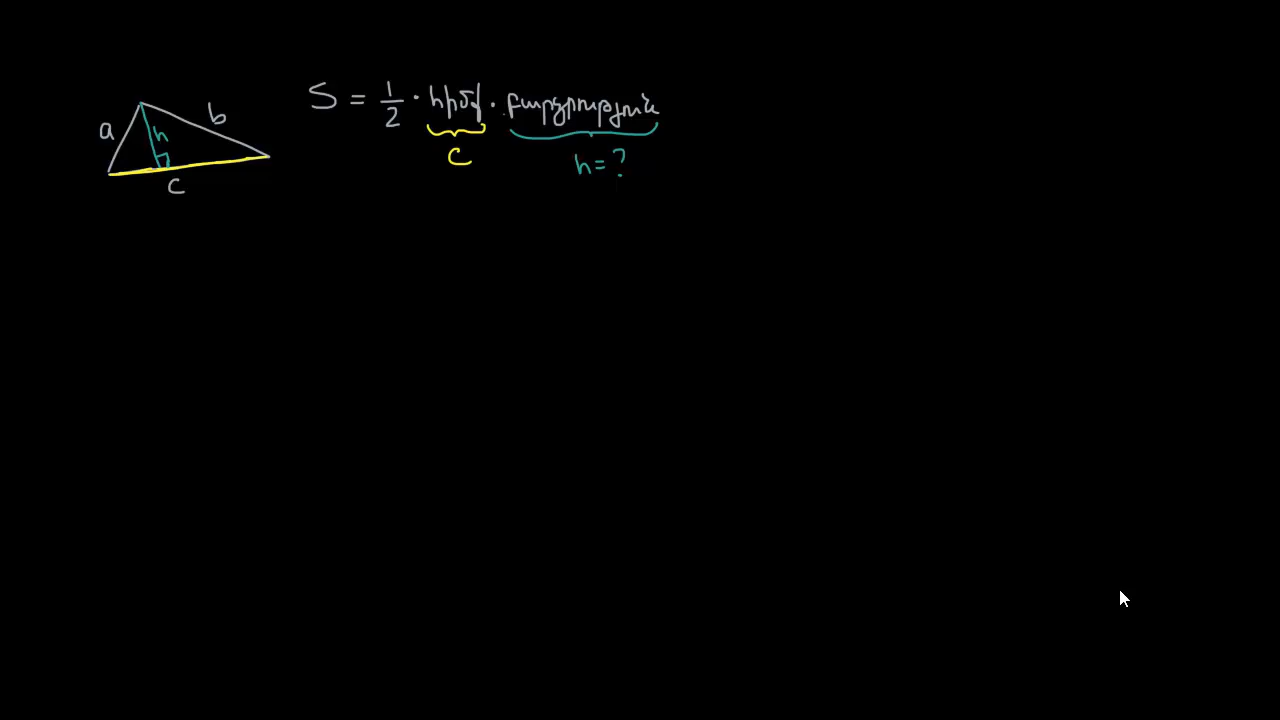 a
b
h
c
S = 1/2 · հիմք · բարձրություն
c
h = ?